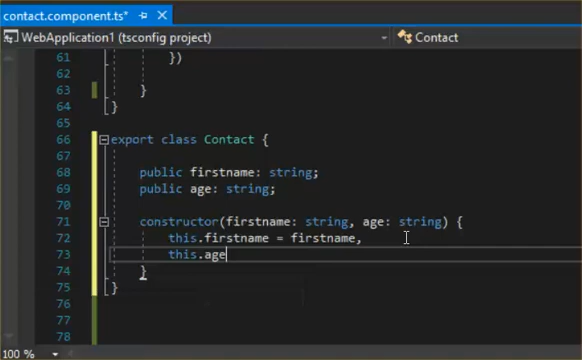 contact.component.ts*
WebApplication1 (tsconfig project)
Contact
61 })
62
63 }
64 }
65
66 export class Contact {
67
68 public firstname: string;
69 public age: string;
70
71 constructor(firstname: string, age: string) {
72 this.firstname = firstname,
73 this.age
74 }
75 }
76
77
78
100 %